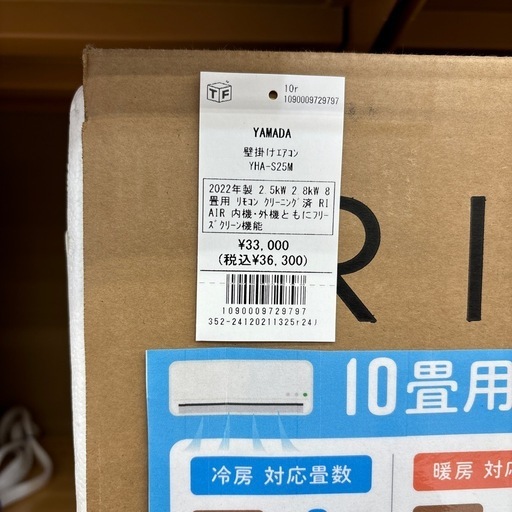 TF
10r
1090009729797
YAMADA
壁掛けエアコン
YHA-S25M
2022年製 2.5kW 2.8kW 8
畳用 リモコン クリーニング済 RI
AIR 内機・外機ともにフリー
ズクリーン機能
¥33,000
(税込¥36,300)
1090009729797
352-24120211325r24)
RI
10畳用
冷房 対応畳数
暖房 対応